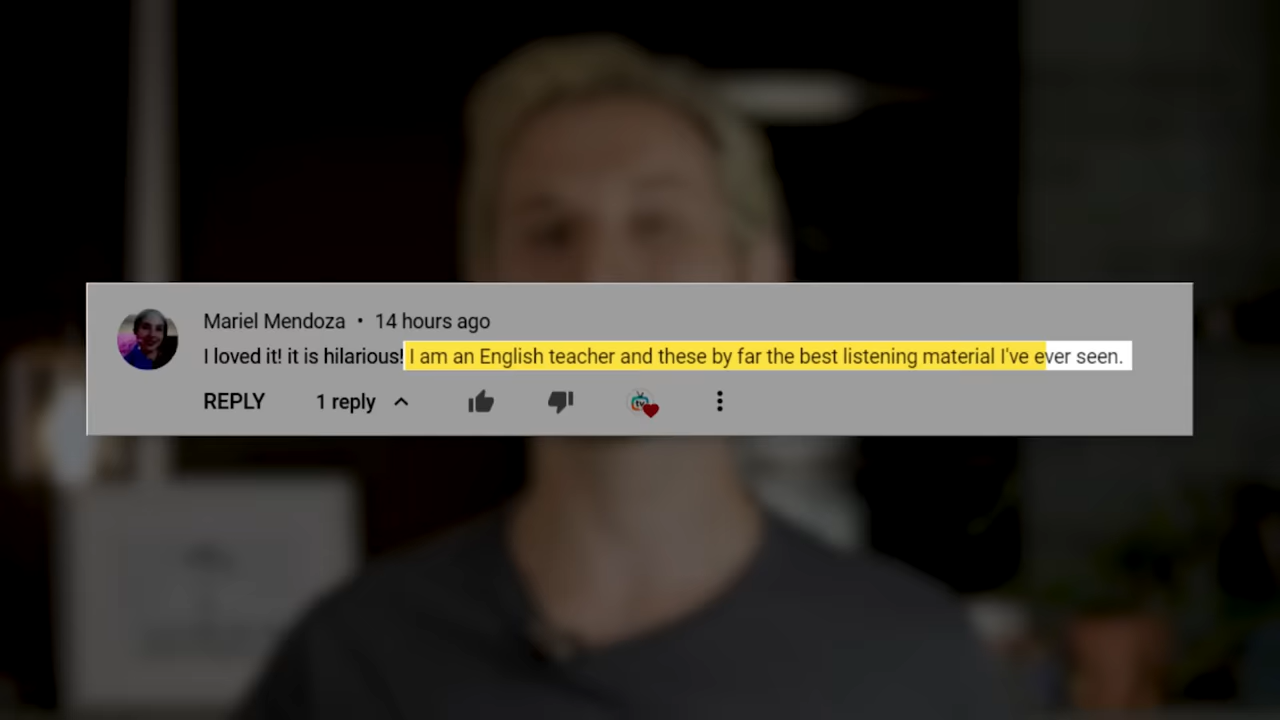 Mariel Mendoza • 14 hours ago
I loved it! it is hilarious! I am an English teacher and these by far the best listening material I've ever seen.
REPLY 1 reply
tv